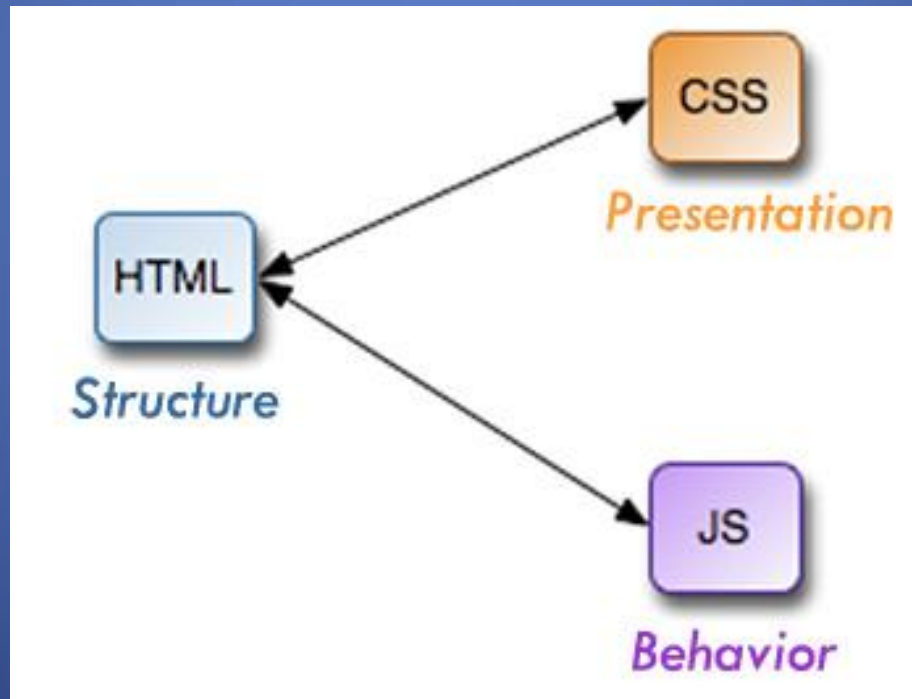 CSS
Presentation
HTML
Structure
JS
Behavior